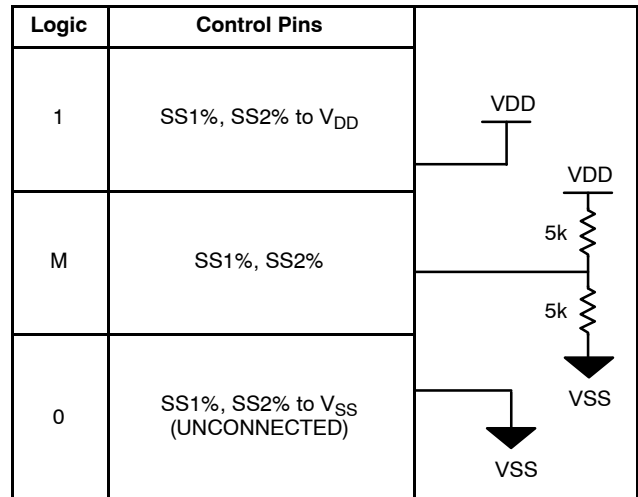 Logic Control Pins
1 SS1%, SS2% to VDD
VDD
VDD
5k
M SS1%, SS2%
5k
VSS
0 SS1%, SS2% to VSS
(UNCONNECTED)
VSS